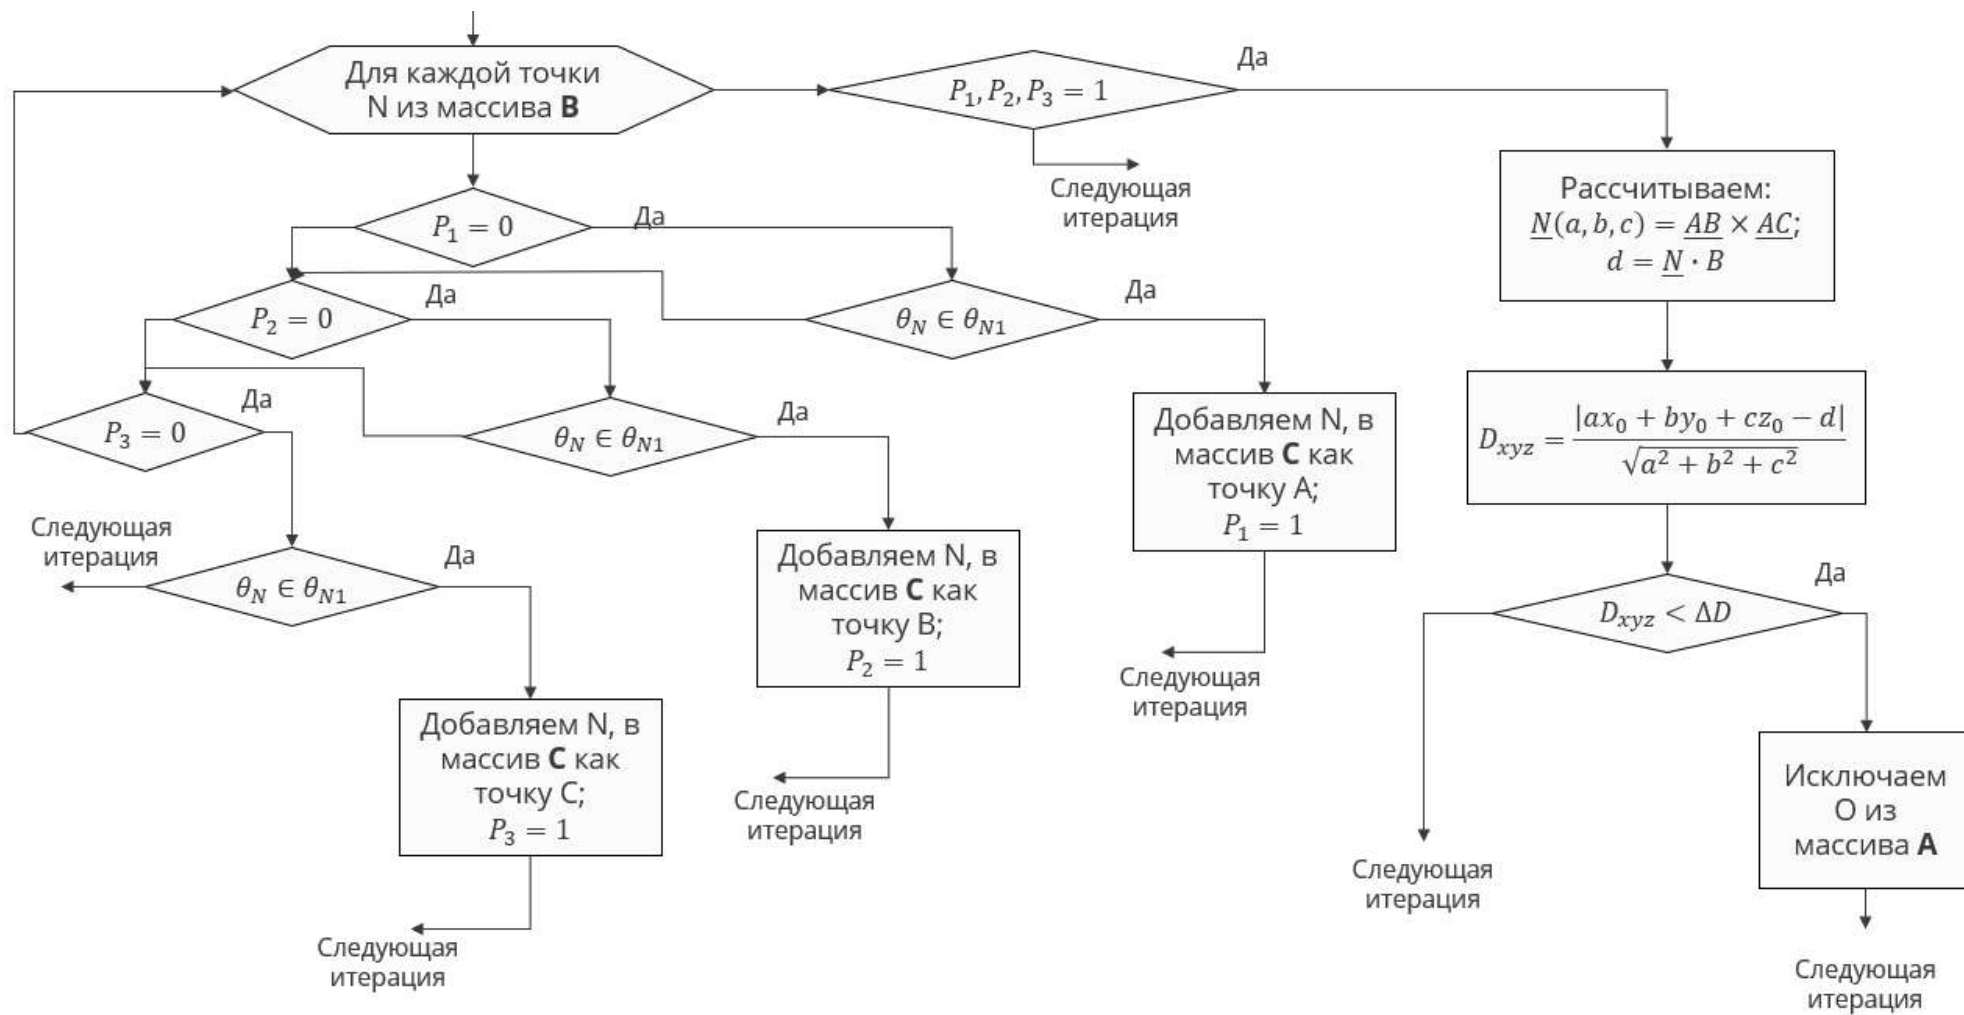 Для каждой точки
N из массива B
P₁, P₂, P₃ = 1
Да
Следующая
итерация
Рассчитываем:
N(a, b, c) = AB × AC;
d = N · B
P₁ = 0
Да
P₂ = 0
Да
θ_N ∈ θ_N1
Да
P₃ = 0
Да
θ_N ∈ θ_N1
Да
Добавляем N, в
массив C как
точку A;
P₁ = 1
D_xyz = |ax₀ + by₀ + cz₀ − d| / √(a² + b² + c²)
Следующая
итерация
θ_N ∈ θ_N1
Да
Добавляем N, в
массив C как
точку B;
P₂ = 1
Следующая
итерация
D_xyz < ΔD
Да
Добавляем N, в
массив C как
точку C;
P₃ = 1
Следующая
итерация
Исключаем
O из
массива A
Следующая
итерация
Следующая
итерация
Следующая
итерация